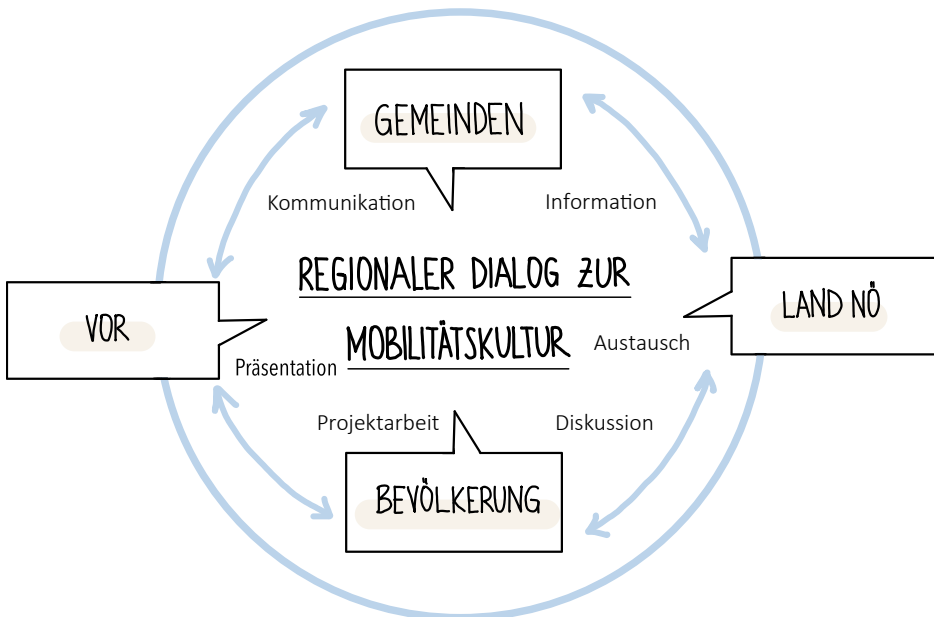 GEMEINDEN
Kommunikation
Information
REGIONALER DIALOG ZUR
MOBILITÄTSKULTUR
VOR
LAND NÖ
Präsentation
Austausch
Projektarbeit
Diskussion
BEVÖLKERUNG